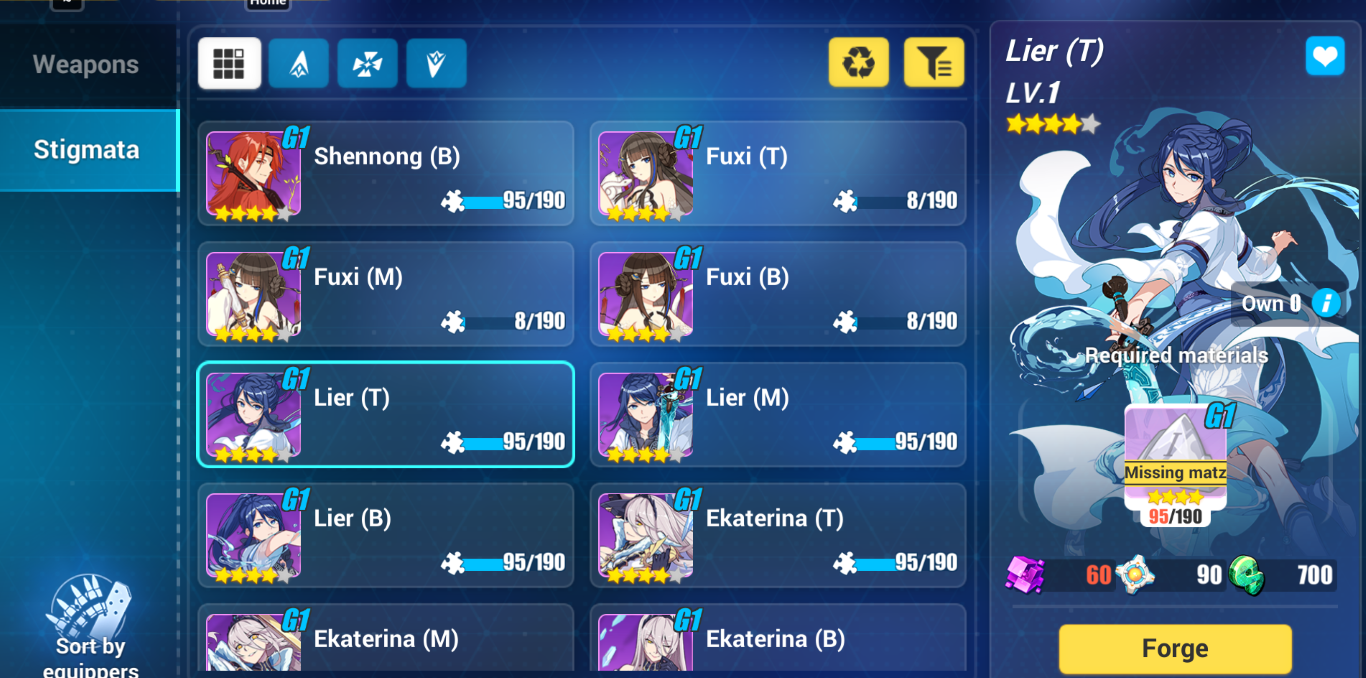 Home
Weapons
Stigmata
Sort by
equippers
G1
Shennong (B)
95/190
G1
Fuxi (T)
8/190
G1
Fuxi (M)
8/190
G1
Fuxi (B)
8/190
G1
Lier (T)
95/190
G1
Lier (M)
95/190
G1
Lier (B)
95/190
G1
Ekaterina (T)
95/190
G1
Ekaterina (M)
G1
Ekaterina (B)
Lier (T)
LV.1
Own 0
i
Required materials
G1
I
Missing matz
95/190
60 90 700
Forge